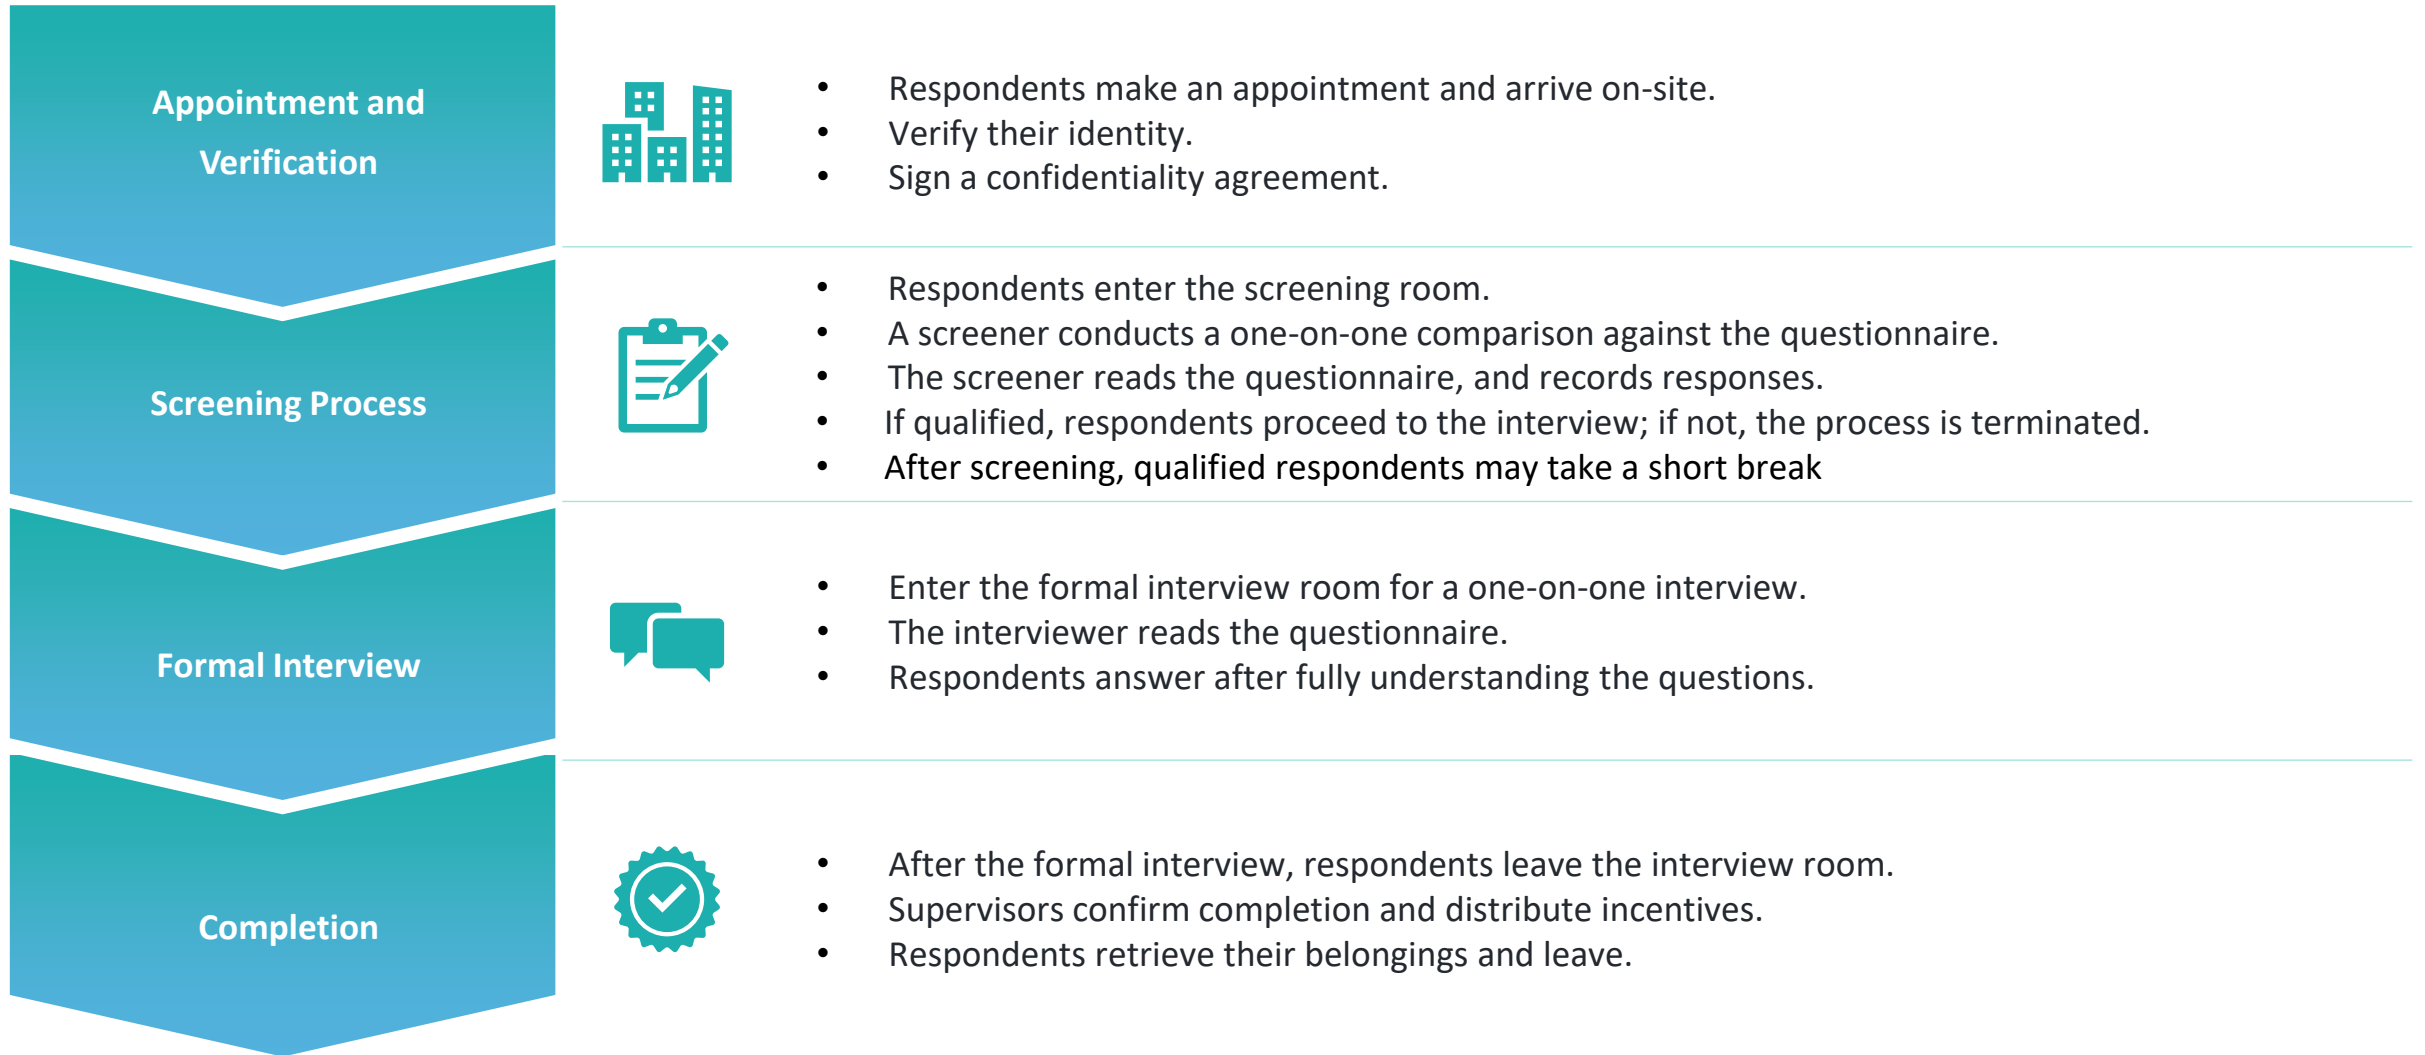 Appointment and
Verification
• Respondents make an appointment and arrive on-site.
• Verify their identity.
• Sign a confidentiality agreement.
Screening Process
• Respondents enter the screening room.
• A screener conducts a one-on-one comparison against the questionnaire.
• The screener reads the questionnaire, and records responses.
• If qualified, respondents proceed to the interview; if not, the process is terminated.
• After screening, qualified respondents may take a short break
Formal Interview
• Enter the formal interview room for a one-on-one interview.
• The interviewer reads the questionnaire.
• Respondents answer after fully understanding the questions.
Completion
• After the formal interview, respondents leave the interview room.
• Supervisors confirm completion and distribute incentives.
• Respondents retrieve their belongings and leave.